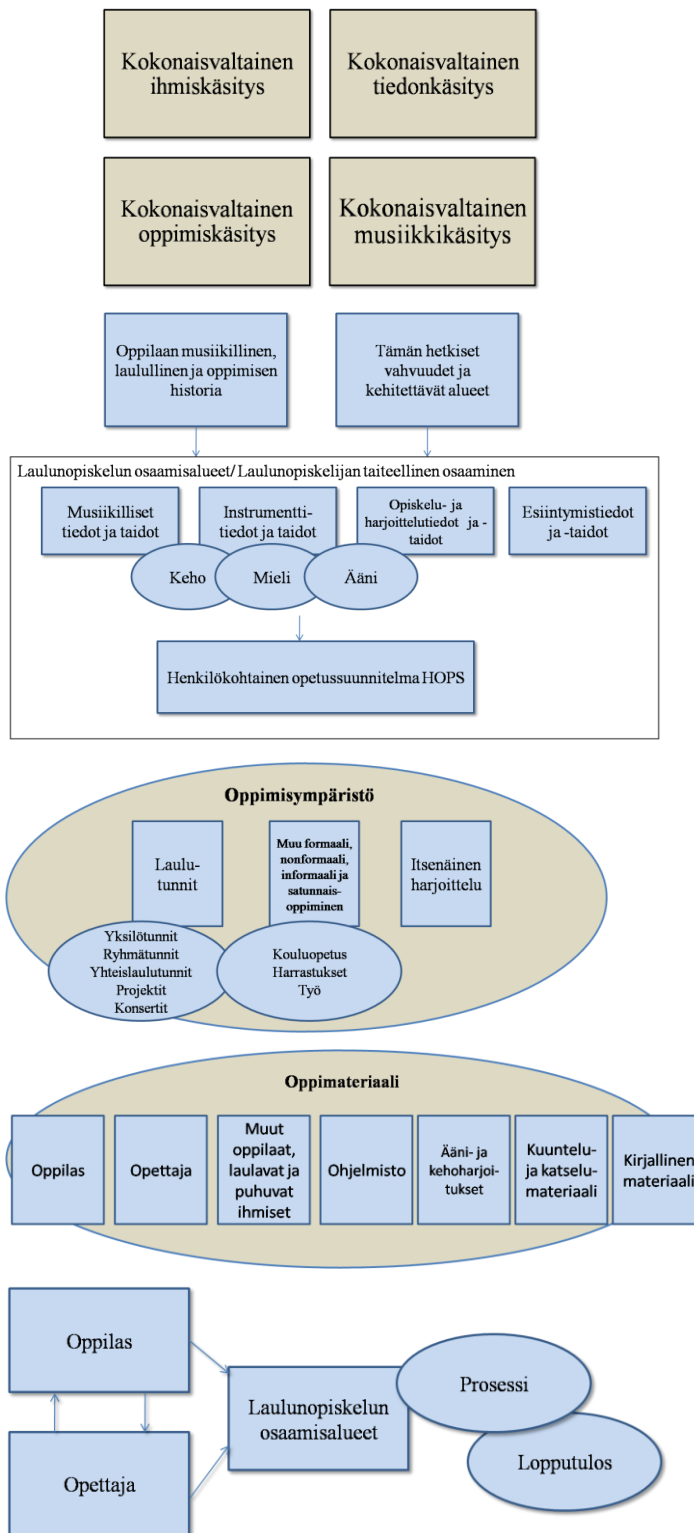 Kokonaisvaltainen
ihmiskäsitys
Kokonaisvaltainen
tiedonkäsitys
Kokonaisvaltainen
oppimiskäsitys
Kokonaisvaltainen
musiikkikäsitys
Oppilaan musiikillinen,
laulullinen ja oppimisen
historia
Tämän hetkiset
vahvuudet ja
kehitettävät alueet
Laulunopiskelun osaamisalueet/ Laulunopiskelijan taiteellinen osaaminen
Musiikilliset
tiedot ja taidot
Instrumentti-
tiedot ja taidot
Opiskelu- ja
harjoittelutiedot ja -
taidot
Esiintymistiedot
ja -taidot
Keho
Mieli
Ääni
Henkilökohtainen opetussuunnitelma HOPS
Oppimisympäristö
Laulu-
tunnit
Muu formaali,
nonformaali,
informaali ja
satunnais-
oppiminen
Itsenäinen
harjoittelu
Yksilötunnit
Ryhmätunnit
Yhteislaulutunnit
Projektit
Konsertit
Kouluopetus
Harrastukset
Työ
Oppimateriaali
Oppilas
Opettaja
Muut
oppilaat,
laulavat ja
puhuvat
ihmiset
Ohjelmisto
Ääni- ja
kehoharjoi-
tukset
Kuuntelu-
ja katselu-
materiaali
Kirjallinen
materiaali
Oppilas
Opettaja
Laulunopiskelun
osaamisalueet
Prosessi
Lopputulos